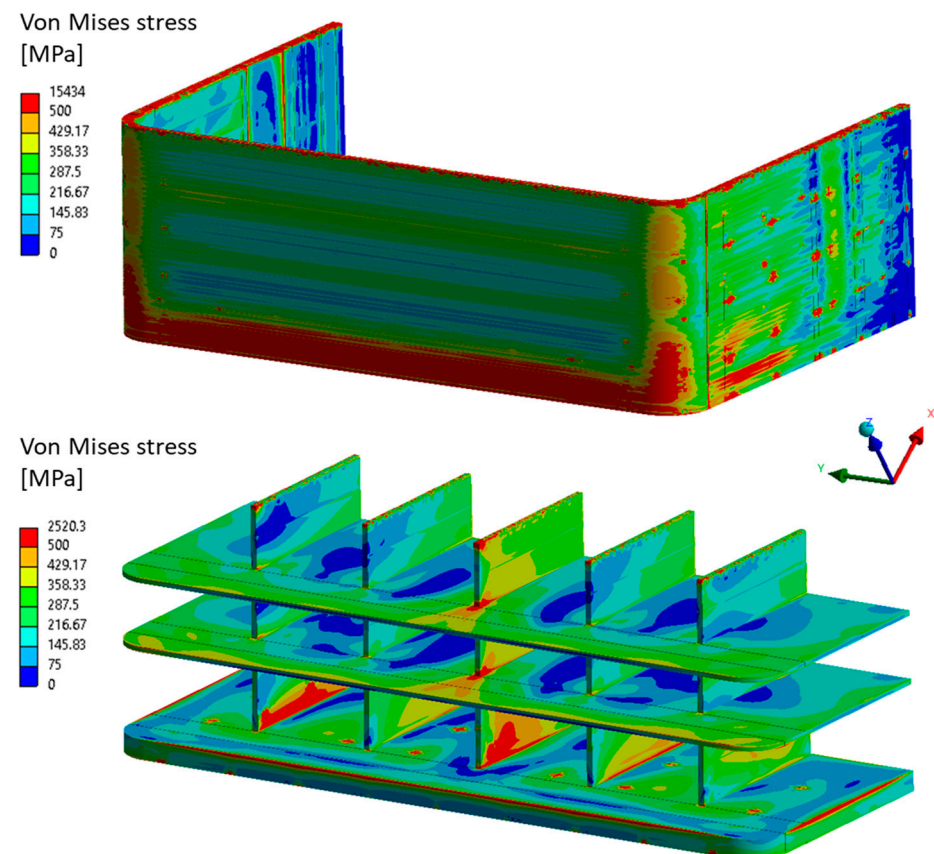 Von Mises stress
[MPa]
15434
500
429.17
358.33
287.5
216.67
145.83
75
0
Z
X
Y
Von Mises stress
[MPa]
2520.3
500
429.17
358.33
287.5
216.67
145.83
75
0